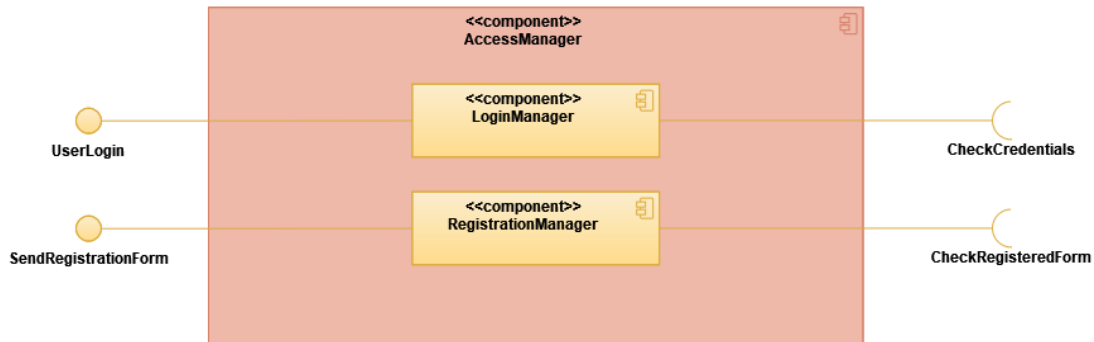 <<component>>
AccessManager
<<component>>
LoginManager
UserLogin
CheckCredentials
<<component>>
RegistrationManager
SendRegistrationForm
CheckRegisteredForm